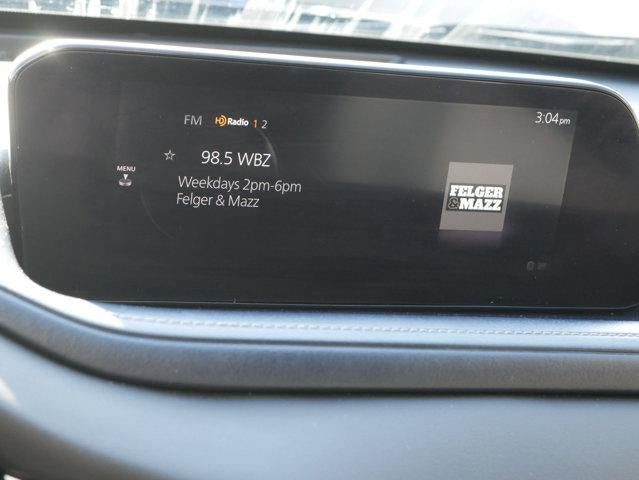 FM HD Radio 1 2
3:04pm
☆ 98.5 WBZ
MENU
Weekdays 2pm-6pm
Felger & Mazz
FELGER
& MAZZ